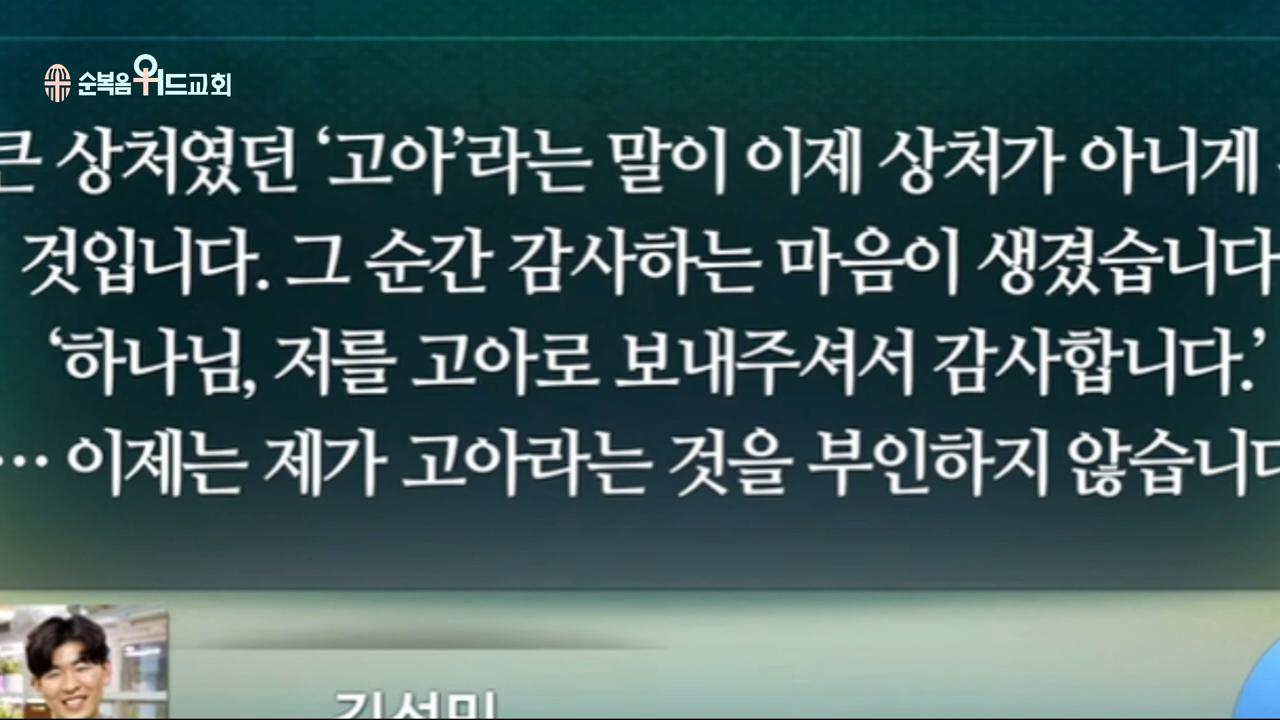 순복음위드교회
큰 상처였던 ‘고아’라는 말이 이제 상처가 아니게
것입니다. 그 순간 감사하는 마음이 생겼습니다
‘하나님, 저를 고아로 보내주셔서 감사합니다.’
… 이제는 제가 고아라는 것을 부인하지 않습니다